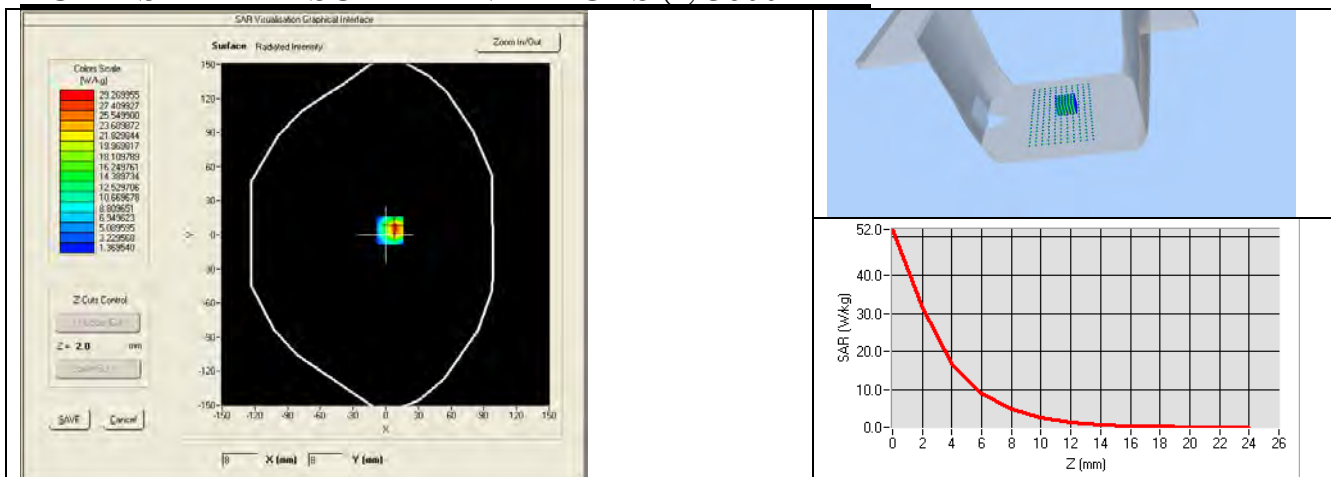 SAR Visualisation Graphical Interface
Surface Radiated Intensity
Zoom In/Out
Colors Scale
(W/kg)
29.269955
27.409927
25.549900
23.689872
21.829844
19.969817
18.109789
16.249761
14.389734
12.529706
10.669678
8.809651
6.949623
5.089595
3.229568
1.369540
Z Cuts Control
Z = 2.0 mm
SAVE Cancel
150-
120-
90-
60-
30-
0-
-30-
-60-
-90-
-120-
-150-
Y
-150 -120 -90 -60 -30 0 30 60 90 120 150
X
8 X (mm) 8 Y (mm)
52.0-
40.0-
30.0-
20.0-
10.0-
0.0-
SAR (W/kg)
0 2 4 6 8 10 12 14 16 18 20 22 24 26
Z (mm)